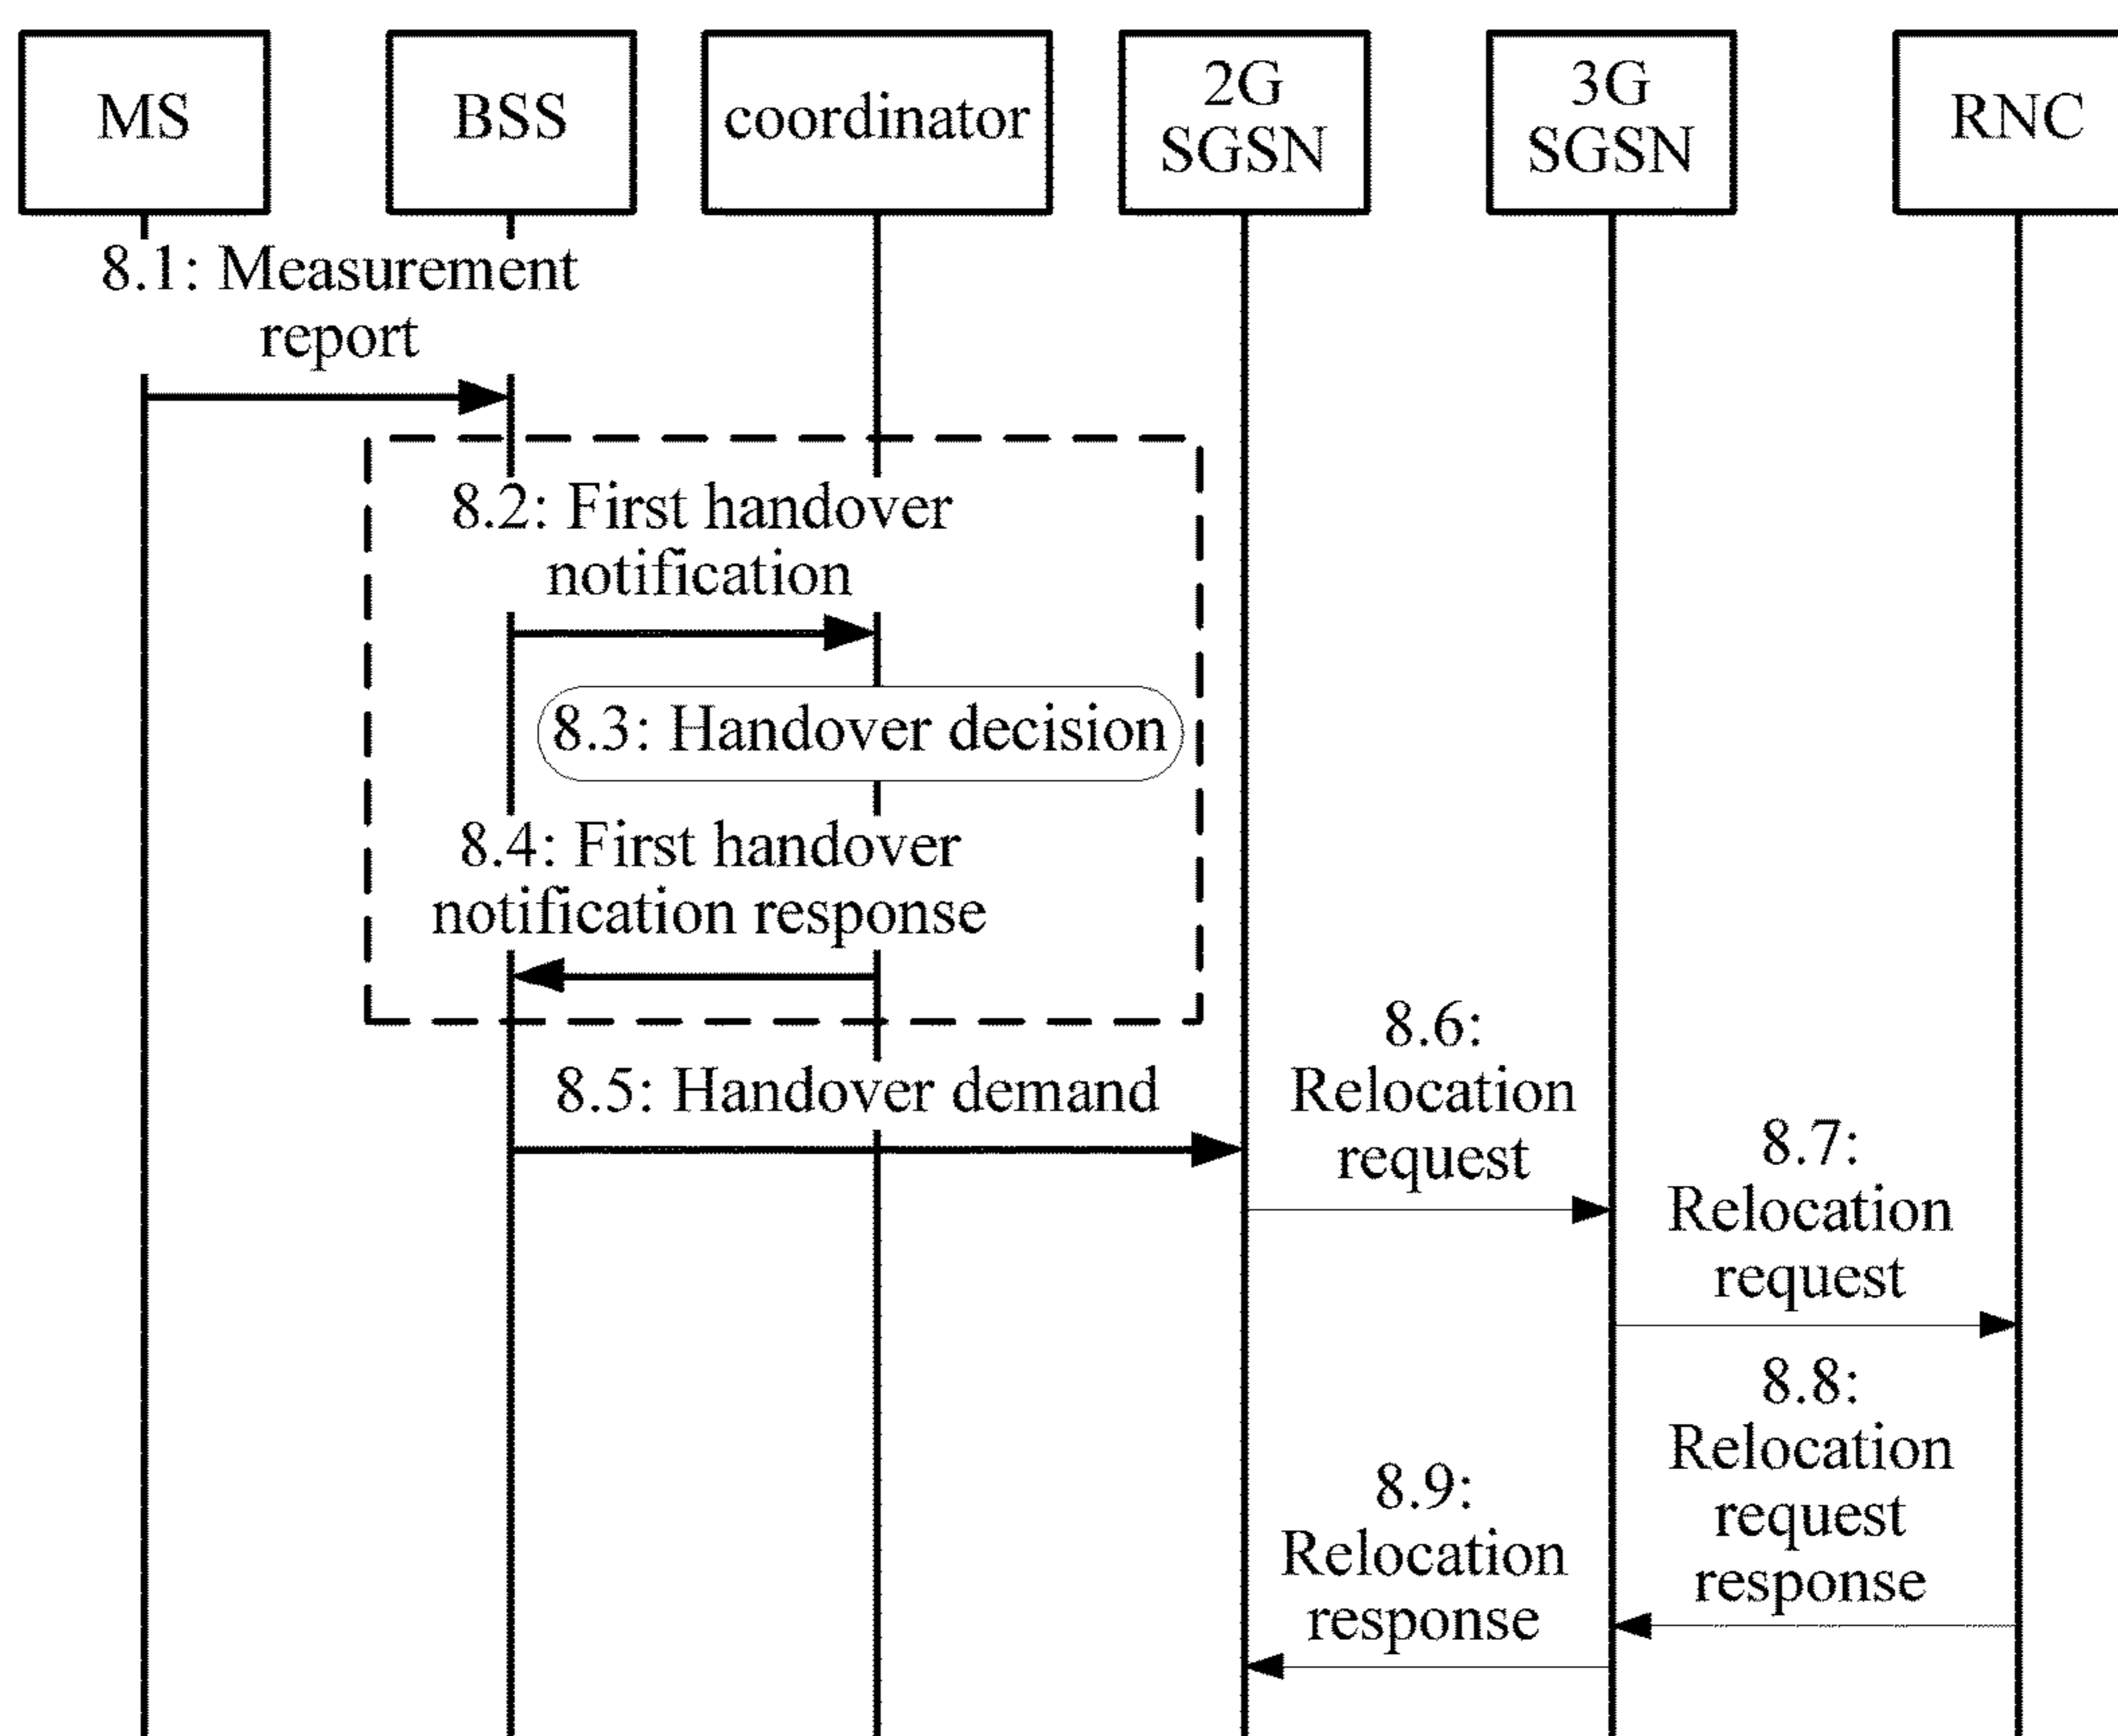 MS
BSS
coordinator
2G
SGSN
3G
SGSN
RNC
8.1: Measurement
report
8.2: First handover
notification
8.3: Handover decision
8.4: First handover
notification response
8.5: Handover demand
8.6:
Relocation
request
8.7:
Relocation
request
8.8:
Relocation
request
response
8.9:
Relocation
response